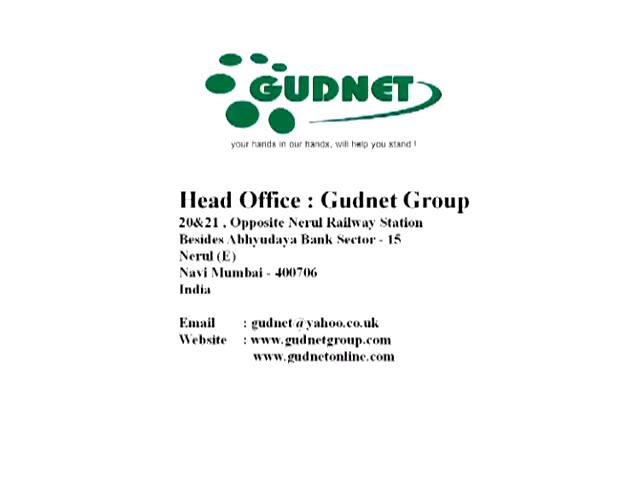 GUDNET
your hands in our hands, will help you stand !
Head Office : Gudnet Group
20&21 , Opposite Nerul Railway Station
Besides Abhyudaya Bank Sector - 15
Nerul (E)
Navi Mumbai - 400706
India
Email : gudnet@yahoo.co.uk
Website : www.gudnetgroup.com
www.gudnetonline.com